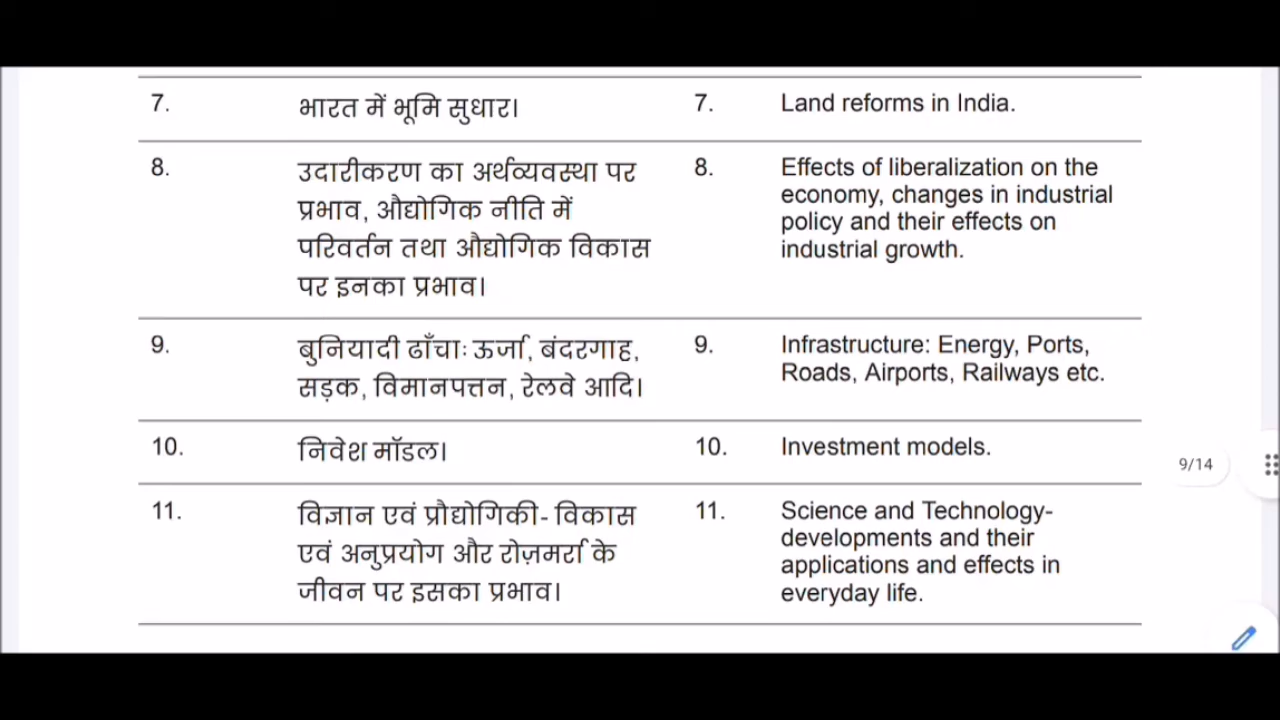 7.
भारत में भूमि सुधार।
7.
Land reforms in India.
8.
उदारीकरण का अर्थव्यवस्था पर
प्रभाव, औद्योगिक नीति में
परिवर्तन तथा औद्योगिक विकास
पर इनका प्रभाव।
8.
Effects of liberalization on the
economy, changes in industrial
policy and their effects on
industrial growth.
9.
बुनियादी ढाँचाः ऊर्जा, बंदरगाह,
सड़क, विमानपत्तन, रेलवे आदि।
9.
Infrastructure: Energy, Ports,
Roads, Airports, Railways etc.
10.
निवेश मॉडल।
10.
Investment models.
9/14
11.
विज्ञान एवं प्रौद्योगिकी- विकास
एवं अनुप्रयोग और रोज़मर्रा के
जीवन पर इसका प्रभाव।
11.
Science and Technology-
developments and their
applications and effects in
everyday life.